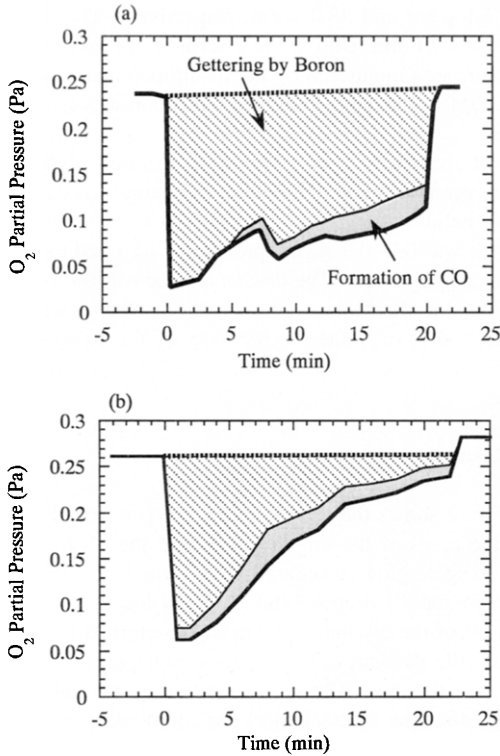 (a)
0.3
0.25
0.2
0.15
0.1
0.05
0
O2 Partial Pressure (Pa)
Gettering by Boron
Formation of CO
-5 0 5 10 15 20 25
Time (min)
(b)
0.3
0.25
0.2
0.15
0.1
0.05
0
O2 Partial Pressure (Pa)
-5 0 5 10 15 20 25
Time (min)